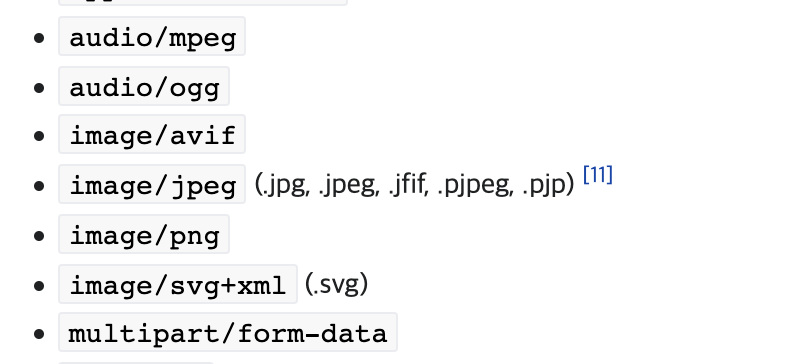 audio/mpeg
audio/ogg
image/avif
image/jpeg (.jpg, .jpeg, .jfif, .pjpeg, .pjp) [11]
image/png
image/svg+xml (.svg)
multipart/form-data